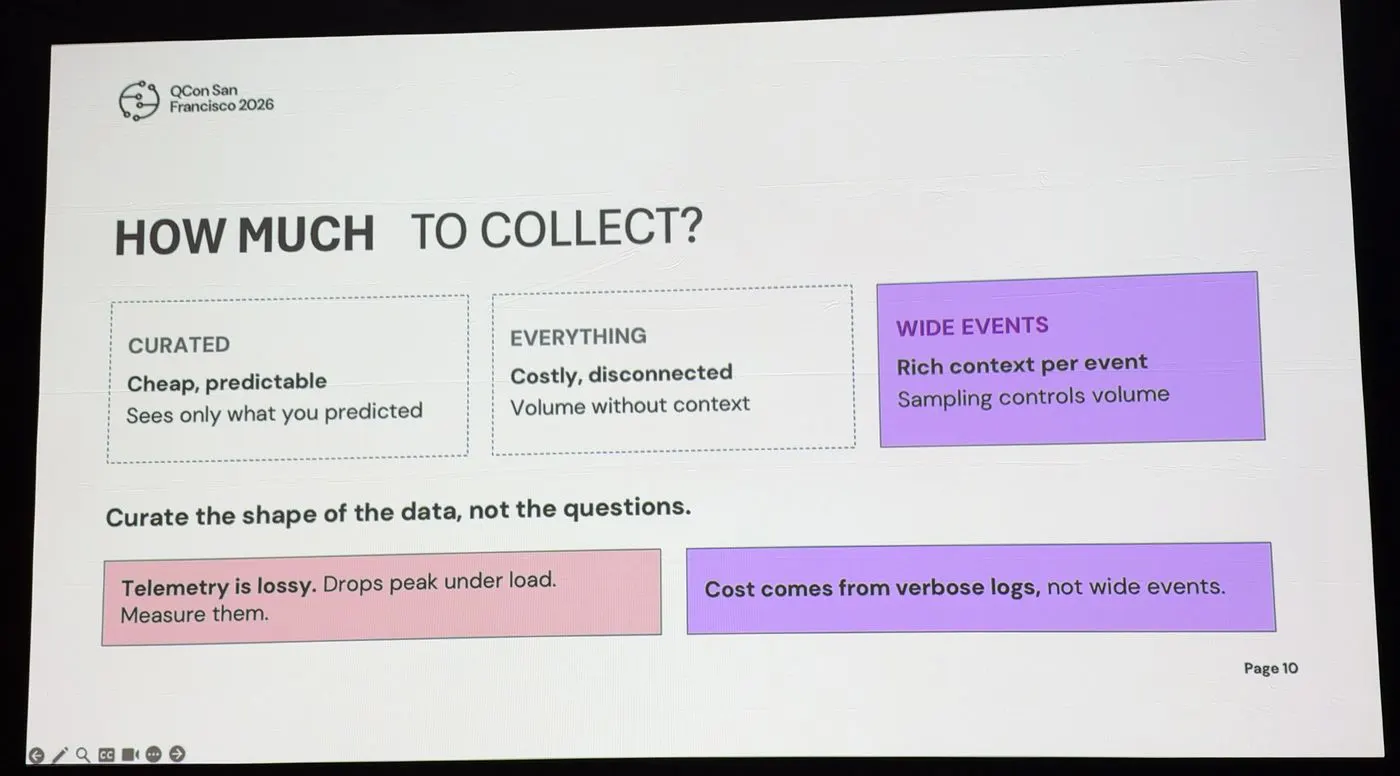 QCon San
Francisco 2026
HOW MUCH TO COLLECT?
CURATED
Cheap, predictable
Sees only what you predicted
EVERYTHING
Costly, disconnected
Volume without context
WIDE EVENTS
Rich context per event
Sampling controls volume
Curate the shape of the data, not the questions.
Telemetry is lossy. Drops peak under load.
Measure them.
Cost comes from verbose logs, not wide events.
Page 10
CC